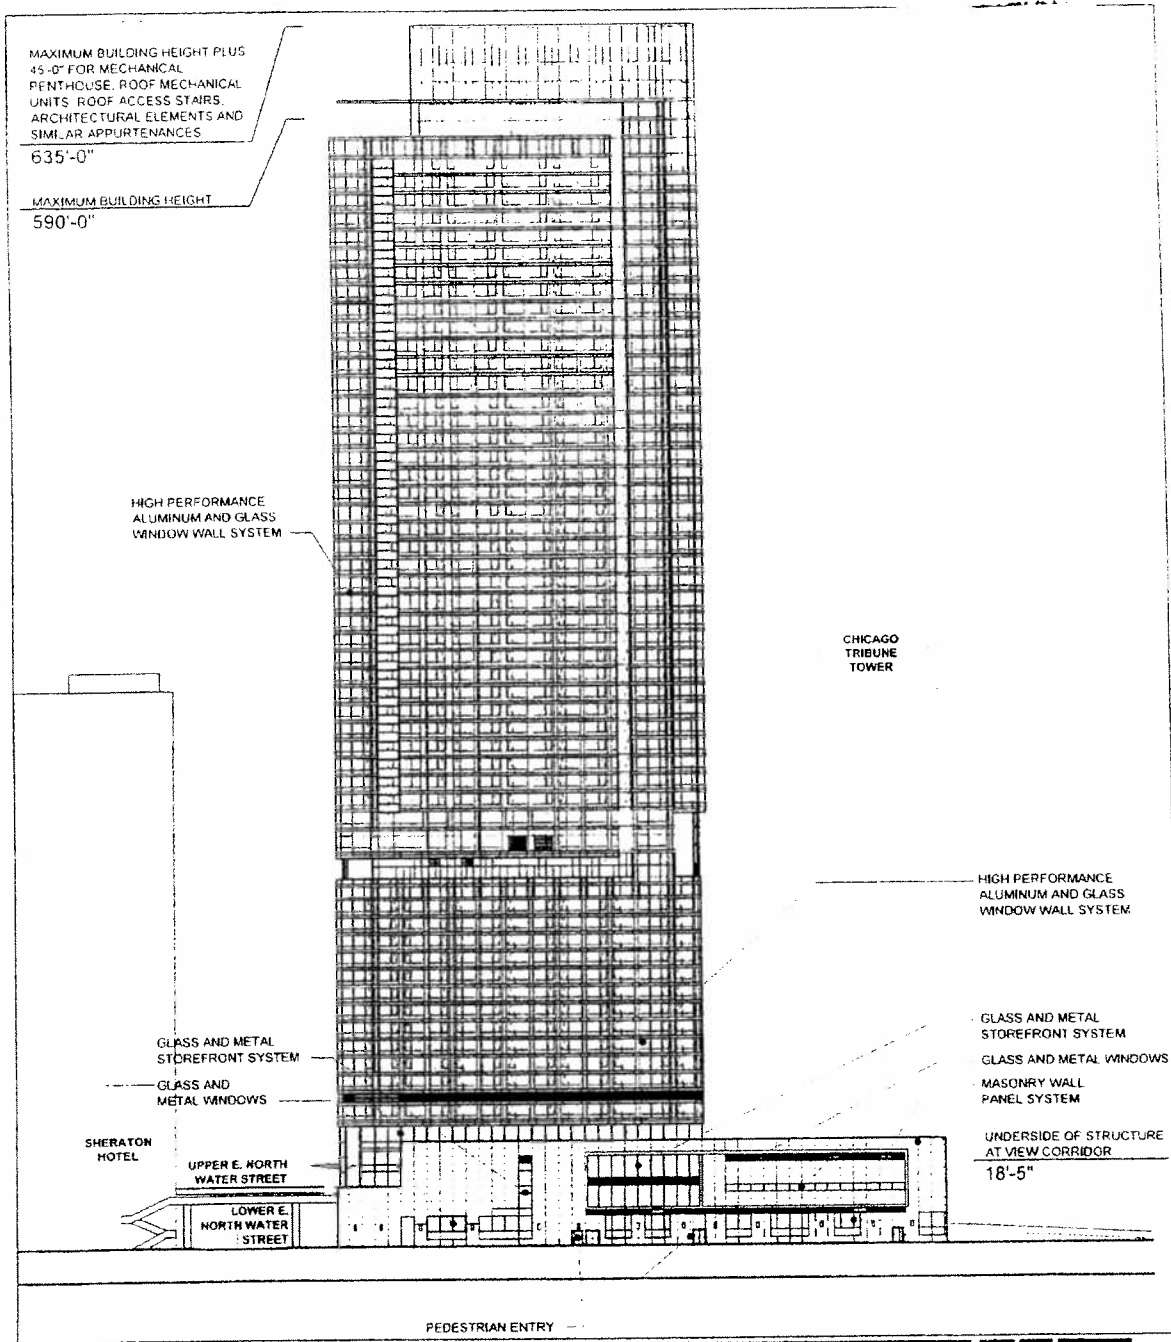 MAXIMUM BUILDING HEIGHT PLUS
45'-0" FOR MECHANICAL
PENTHOUSE, ROOF MECHANICAL
UNITS, ROOF ACCESS STAIRS,
ARCHITECTURAL ELEMENTS AND
SIMILAR APPURTENANCES
635'-0"
MAXIMUM BUILDING HEIGHT
590'-0"
HIGH PERFORMANCE
ALUMINUM AND GLASS
WINDOW WALL SYSTEM
CHICAGO
TRIBUNE
TOWER
HIGH PERFORMANCE
ALUMINUM AND GLASS
WINDOW WALL SYSTEM
GLASS AND METAL
STOREFRONT SYSTEM
GLASS AND
METAL WINDOWS
GLASS AND METAL
STOREFRONT SYSTEM
GLASS AND METAL WINDOWS
MASONRY WALL
PANEL SYSTEM
SHERATON
HOTEL
UPPER E. NORTH
WATER STREET
UNDERSIDE OF STRUCTURE
AT VIEW CORRIDOR
18'-5"
LOWER E.
NORTH WATER
STREET
PEDESTRIAN ENTRY